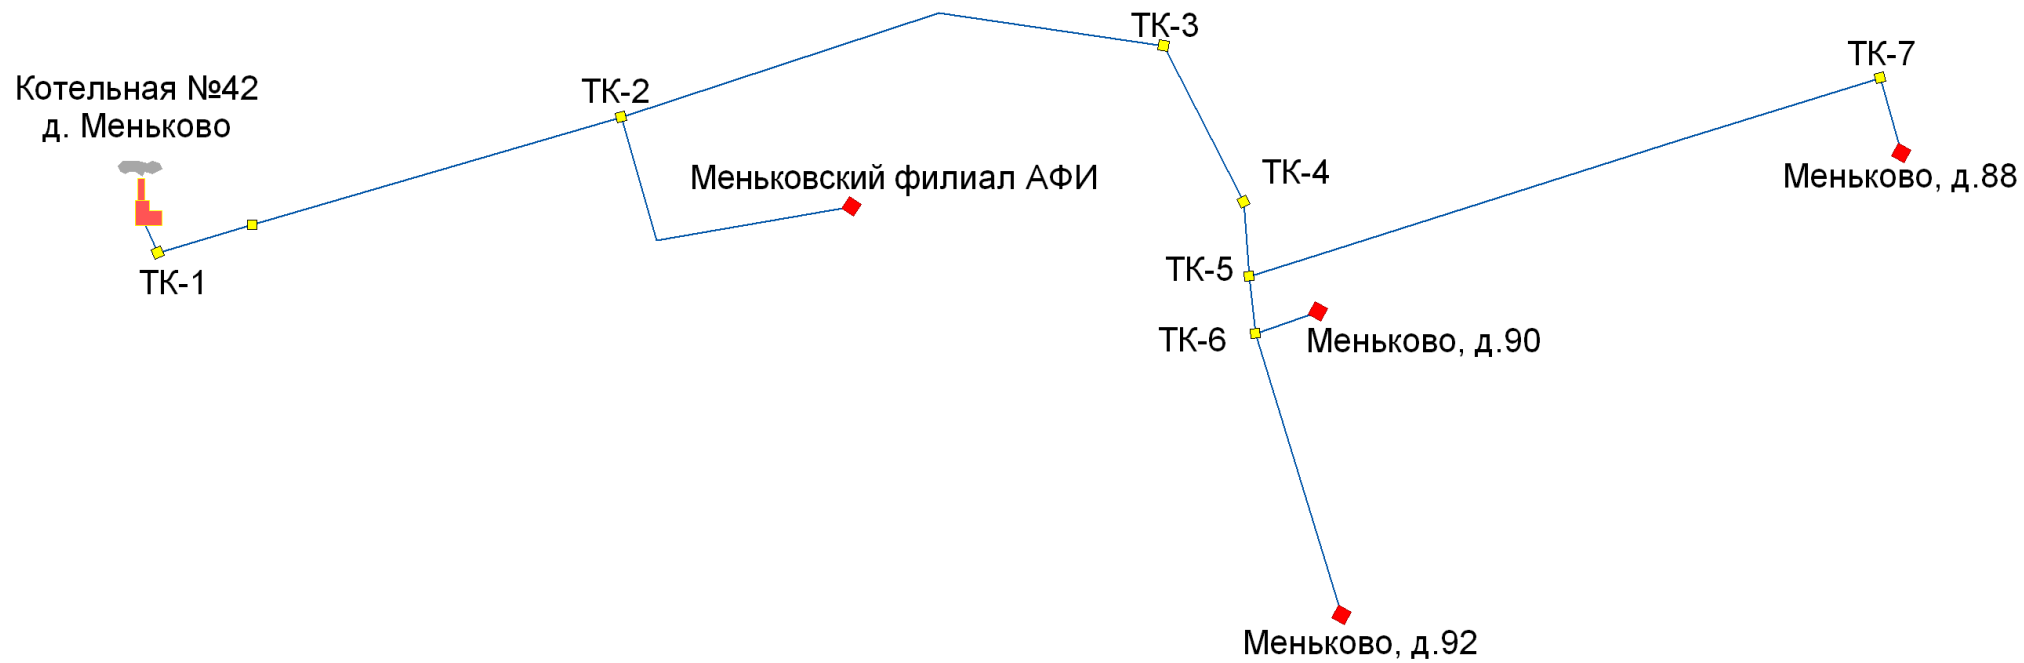 ТК-3
ТК-7
Котельная №42
д. Меньково
ТК-2
Меньковский филиал АФИ
ТК-4
Меньково, д.88
ТК-1
ТК-5
ТК-6
Меньково, д.90
Меньково, д.92